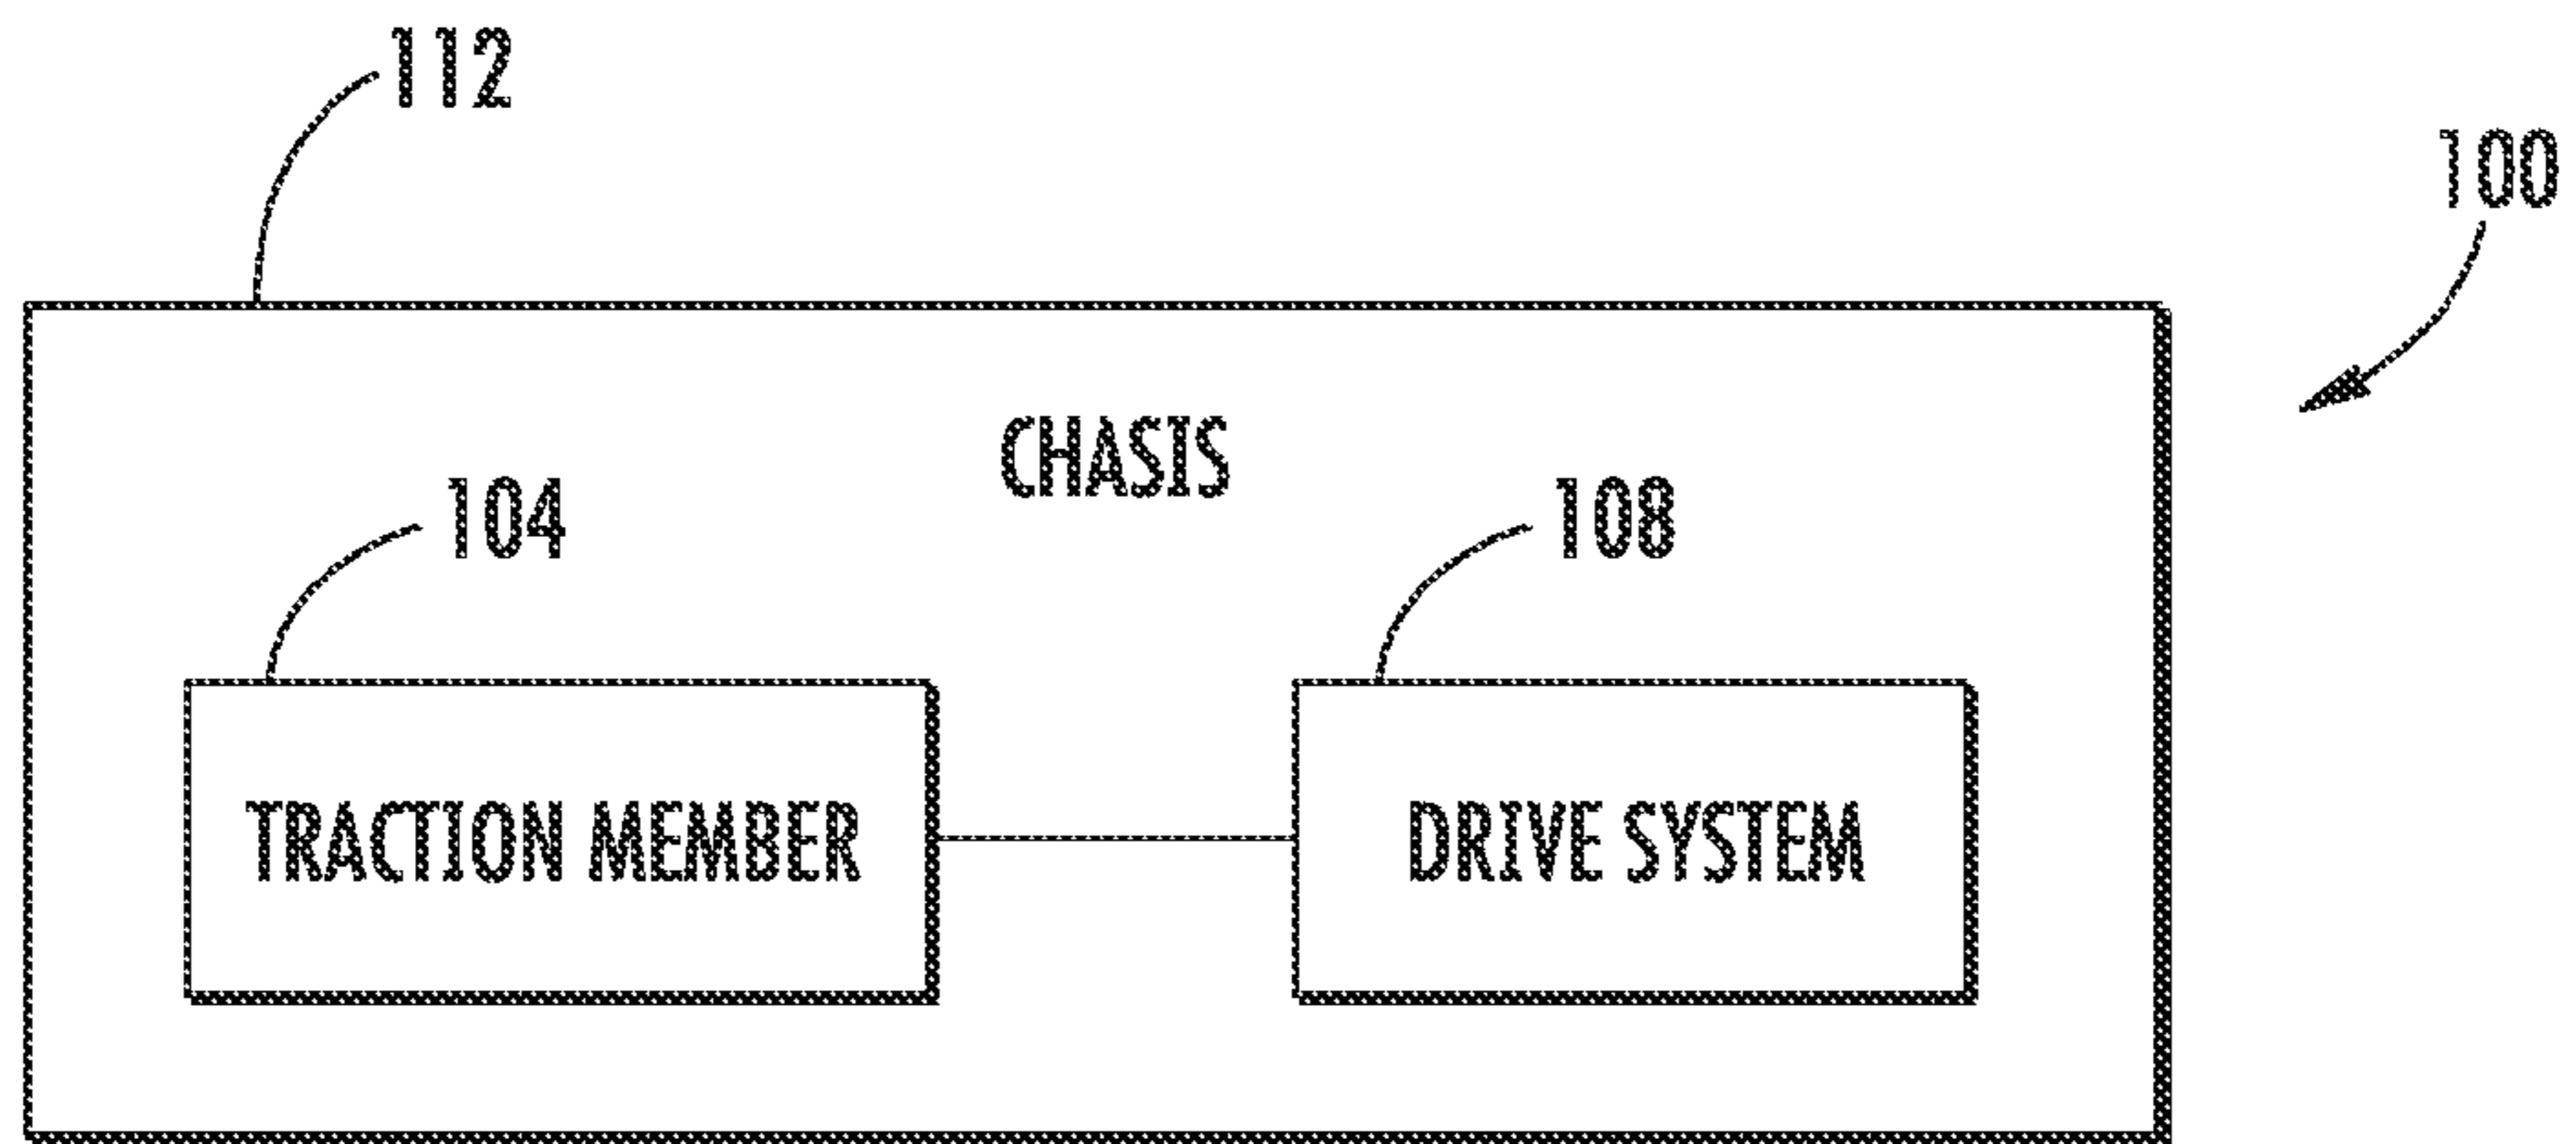 112
100
CHASIS
104
108
TRACTION MEMBER
DRIVE SYSTEM